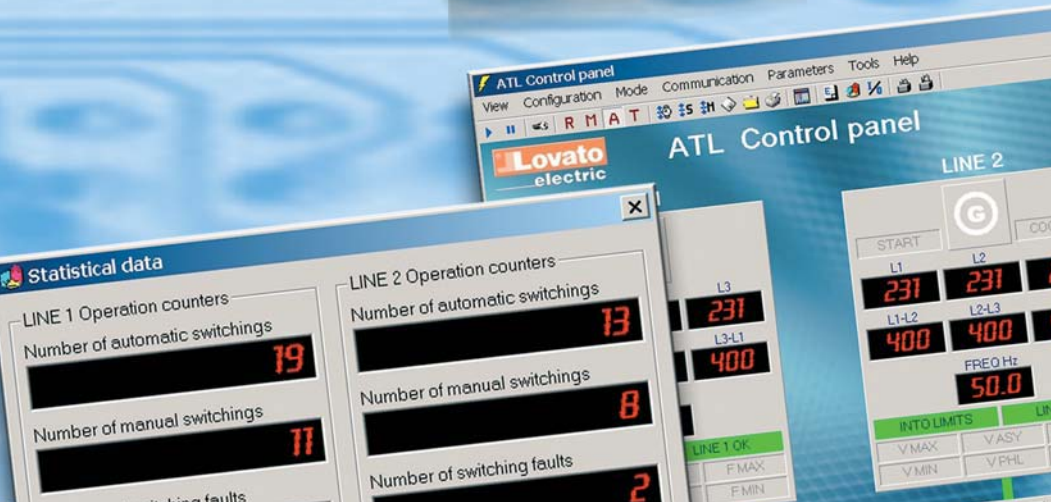 ATL Control panel
View Configuration Mode Communication Parameters Tools Help
R M A T
Lovato
electric
ATL Control panel
LINE 2
G
START
L1 L2
231 231
L1-L2 L2-L3
400 400
FREQ Hz
50.0
INTO LIMITS
V MAX V ASY
V MIN V PHL
L3
231
L3-L1
400
LINE 1 OK
F MAX
F MIN
Statistical data
LINE 1 Operation counters
Number of automatic switchings
19
Number of manual switchings
11
faults
LINE 2 Operation counters
Number of automatic switchings
13
Number of manual switchings
8
Number of switching faults
2